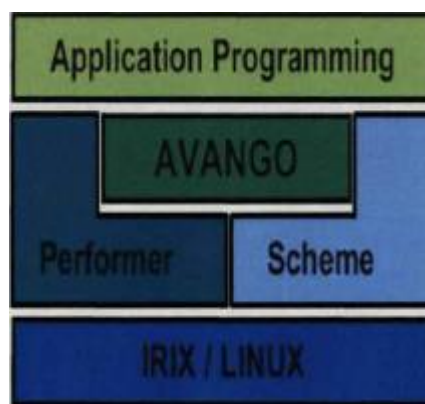 Application Programming
AVANGO
Performer
Scheme
IRIX / LINUX